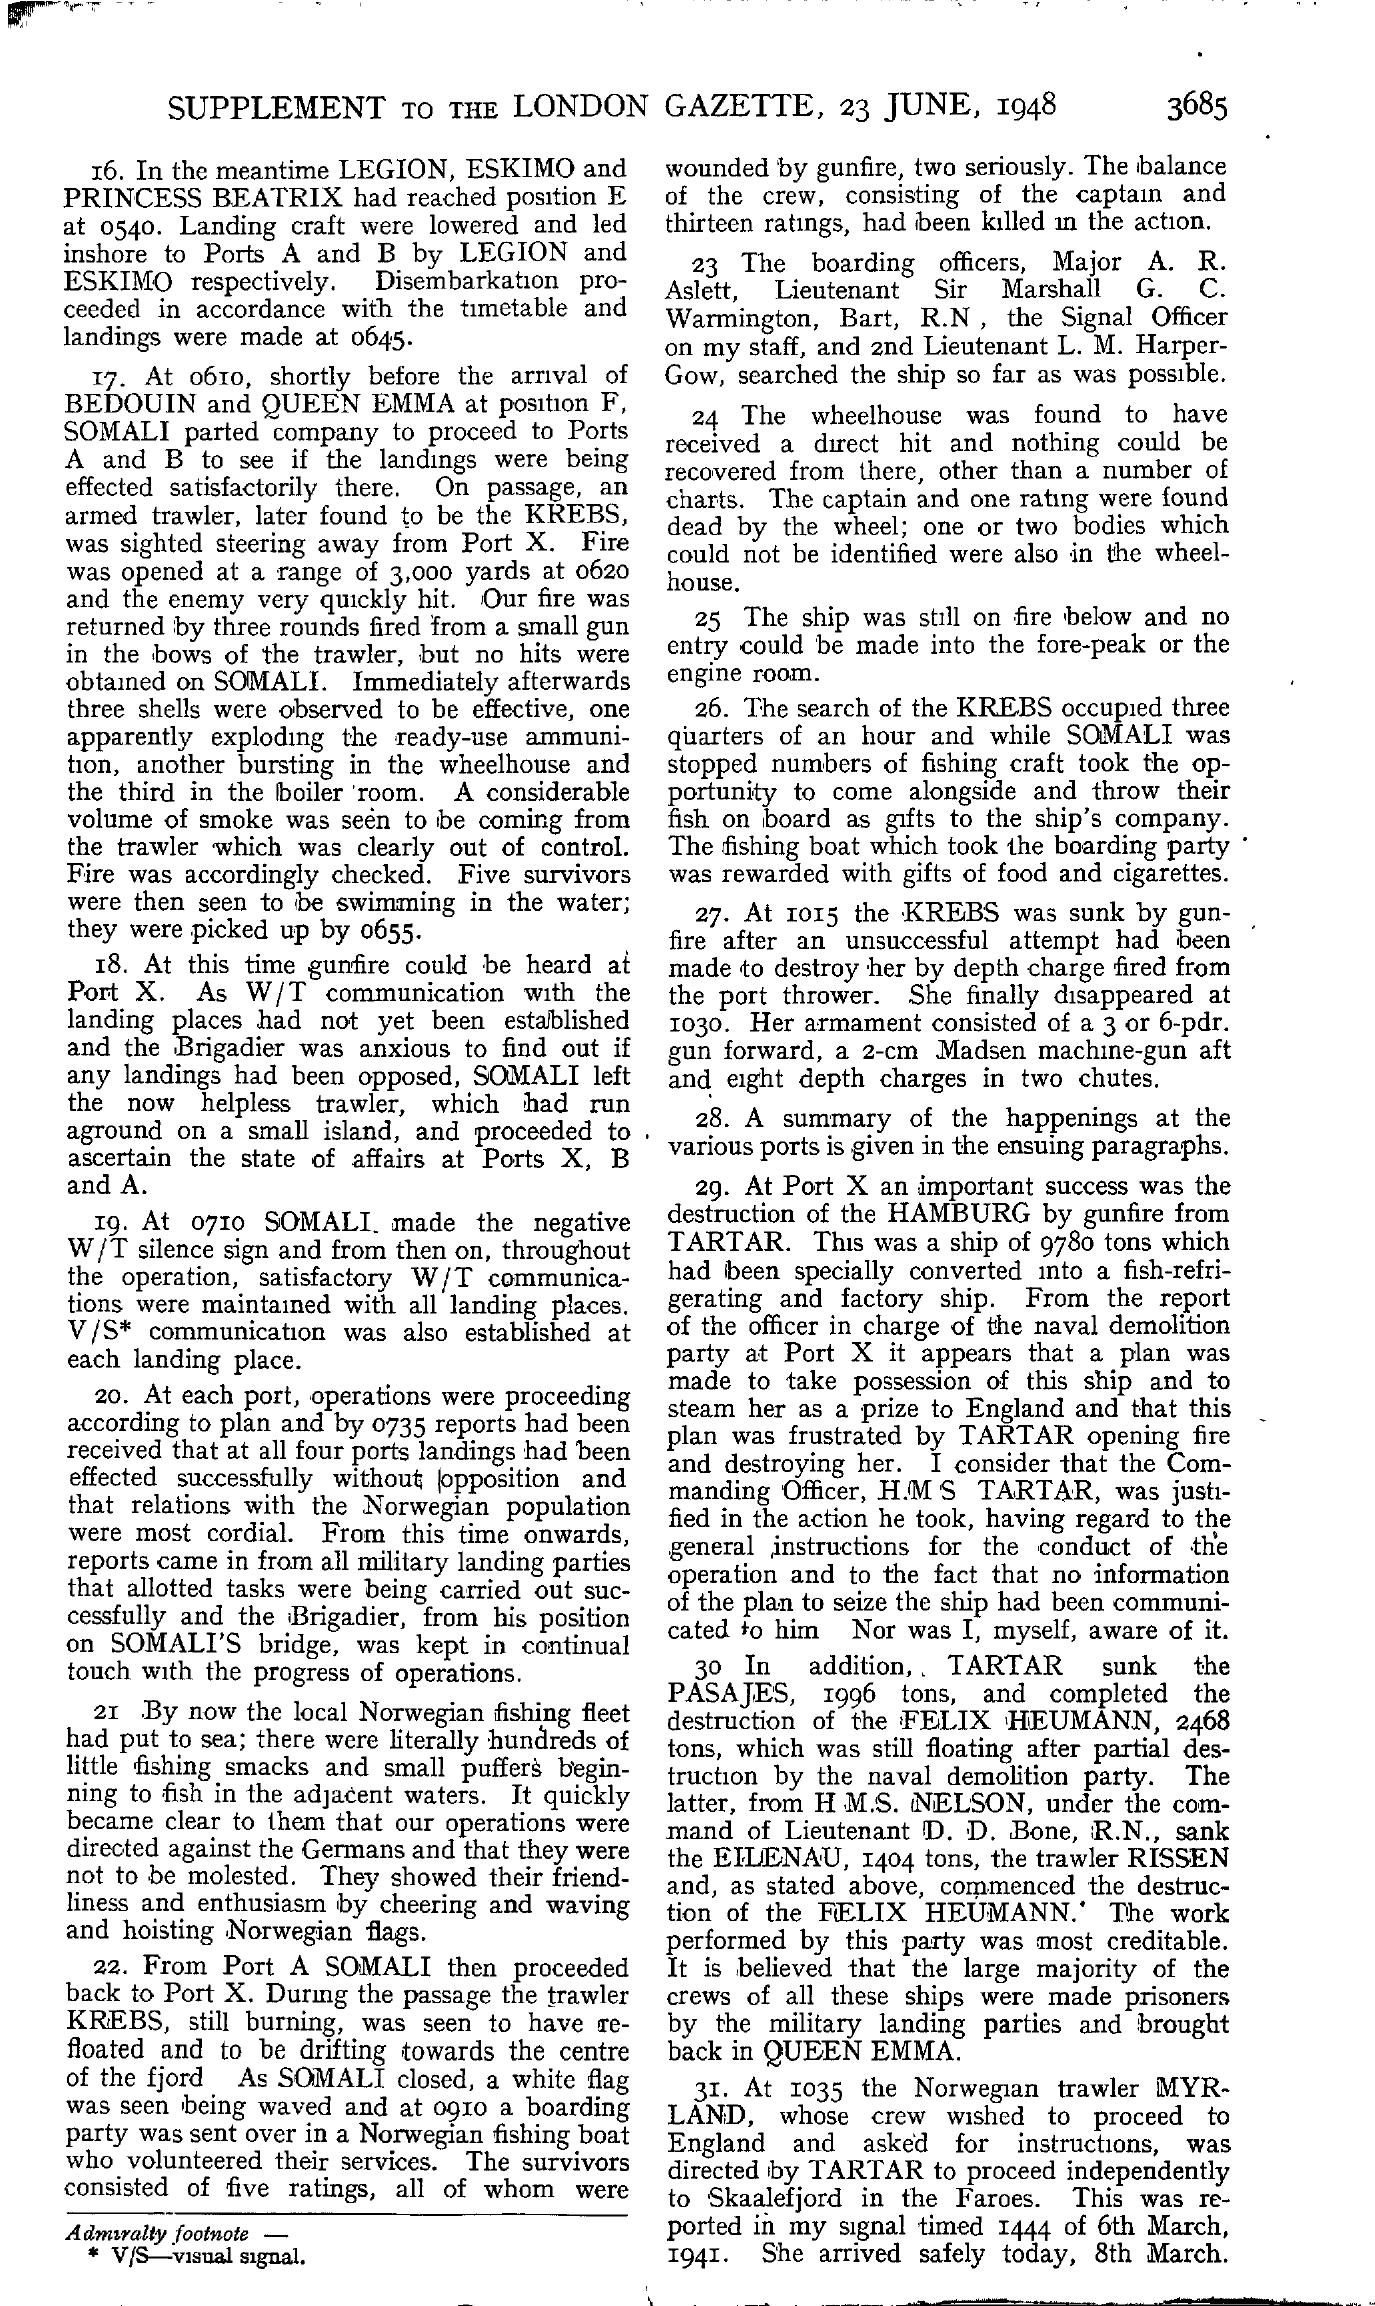 SUPPLEMENT TO THE LONDON GAZETTE, 23 JUNE, 1948 3685
16. In the meantime LEGION, ESKIMO and
PRINCESS BEATRIX had reached position E
at 0540. Landing craft were lowered and led
inshore to Ports A and B by LEGION and
ESKIMO respectively. Disembarkation pro-
ceeded in accordance with the timetable and
landings were made at 0645.
17. At 0610, shortly before the arrival of
BEDOUIN and QUEEN EMMA at position F,
SOMALI parted company to proceed to Ports
A and B to see if the landings were being
effected satisfactorily there. On passage, an
armed trawler, later found to be the KREBS,
was sighted steering away from Port X. Fire
was opened at a range of 3,000 yards at 0620
and the enemy very quickly hit. Our fire was
returned by three rounds fired from a small gun
in the bows of the trawler, but no hits were
obtained on SOMALI. Immediately afterwards
three shells were observed to be effective, one
apparently exploding the ready-use ammuni-
tion, another bursting in the wheelhouse and
the third in the boiler room. A considerable
volume of smoke was seen to be coming from
the trawler which was clearly out of control.
Fire was accordingly checked. Five survivors
were then seen to be swimming in the water;
they were picked up by 0655.
18. At this time gunfire could be heard at
Port X. As W/T communication with the
landing places had not yet been established
and the Brigadier was anxious to find out if
any landings had been opposed, SOMALI left
the now helpless trawler, which had run
aground on a small island, and proceeded to
ascertain the state of affairs at Ports X, B
and A.
19. At 0710 SOMALI made the negative
W/T silence sign and from then on, throughout
the operation, satisfactory W/T communica-
tions were maintained with all landing places.
V/S* communication was also established at
each landing place.
20. At each port, operations were proceeding
according to plan and by 0735 reports had been
received that at all four ports landings had been
effected successfully without opposition and
that relations with the Norwegian population
were most cordial. From this time onwards,
reports came in from all military landing parties
that allotted tasks were being carried out suc-
cessfully and the Brigadier, from his position
on SOMALI'S bridge, was kept in continual
touch with the progress of operations.
21 By now the local Norwegian fishing fleet
had put to sea; there were literally hundreds of
little fishing smacks and small puffers begin-
ning to fish in the adjacent waters. It quickly
became clear to them that our operations were
directed against the Germans and that they were
not to be molested. They showed their friend-
liness and enthusiasm by cheering and waving
and hoisting Norwegian flags.
22. From Port A SOMALI then proceeded
back to Port X. During the passage the trawler
KREBS, still burning, was seen to have re-
floated and to be drifting towards the centre
of the fjord As SOMALI closed, a white flag
was seen being waved and at 0910 a boarding
party was sent over in a Norwegian fishing boat
who volunteered their services. The survivors
consisted of five ratings, all of whom were
Admiralty footnote —
* V/S—visual signal.
wounded by gunfire, two seriously. The balance
of the crew, consisting of the captain and
thirteen ratings, had been killed in the action.
23 The boarding officers, Major A. R.
Aslett, Lieutenant Sir Marshall G. C.
Warmington, Bart, R.N , the Signal Officer
on my staff, and 2nd Lieutenant L. M. Harper-
Gow, searched the ship so far as was possible.
24 The wheelhouse was found to have
received a direct hit and nothing could be
recovered from there, other than a number of
charts. The captain and one rating were found
dead by the wheel; one or two bodies which
could not be identified were also in the wheel-
house.
25 The ship was still on fire below and no
entry could be made into the fore-peak or the
engine room.
26. The search of the KREBS occupied three
quarters of an hour and while SOMALI was
stopped numbers of fishing craft took the op-
portunity to come alongside and throw their
fish on board as gifts to the ship's company.
The fishing boat which took the boarding party
was rewarded with gifts of food and cigarettes.
27. At 1015 the KREBS was sunk by gun-
fire after an unsuccessful attempt had been
made to destroy her by depth charge fired from
the port thrower. She finally disappeared at
1030. Her armament consisted of a 3 or 6-pdr.
gun forward, a 2-cm Madsen machine-gun aft
and eight depth charges in two chutes.
28. A summary of the happenings at the
various ports is given in the ensuing paragraphs.
29. At Port X an important success was the
destruction of the HAMBURG by gunfire from
TARTAR. This was a ship of 9780 tons which
had been specially converted into a fish-refri-
gerating and factory ship. From the report
of the officer in charge of the naval demolition
party at Port X it appears that a plan was
made to take possession of this ship and to
steam her as a prize to England and that this
plan was frustrated by TARTAR opening fire
and destroying her. I consider that the Com-
manding Officer, H.M S TARTAR, was justi-
fied in the action he took, having regard to the
general instructions for the conduct of the
operation and to the fact that no information
of the plan to seize the ship had been communi-
cated to him Nor was I, myself, aware of it.
30 In addition, TARTAR sunk the
PASAJES, 1996 tons, and completed the
destruction of the FELIX HEUMANN, 2468
tons, which was still floating after partial des-
truction by the naval demolition party. The
latter, from H M.S. NELSON, under the com-
mand of Lieutenant D. D. Bone, R.N., sank
the EILENAU, 1404 tons, the trawler RISSEN
and, as stated above, commenced the destruc-
tion of the FELIX HEUMANN. The work
performed by this party was most creditable.
It is believed that the large majority of the
crews of all these ships were made prisoners
by the military landing parties and brought
back in QUEEN EMMA.
31. At 1035 the Norwegian trawler MYR-
LAND, whose crew wished to proceed to
England and asked for instructions, was
directed by TARTAR to proceed independently
to Skaalefjord in the Faroes. This was re-
ported in my signal timed 1444 of 6th March,
1941. She arrived safely today, 8th March.